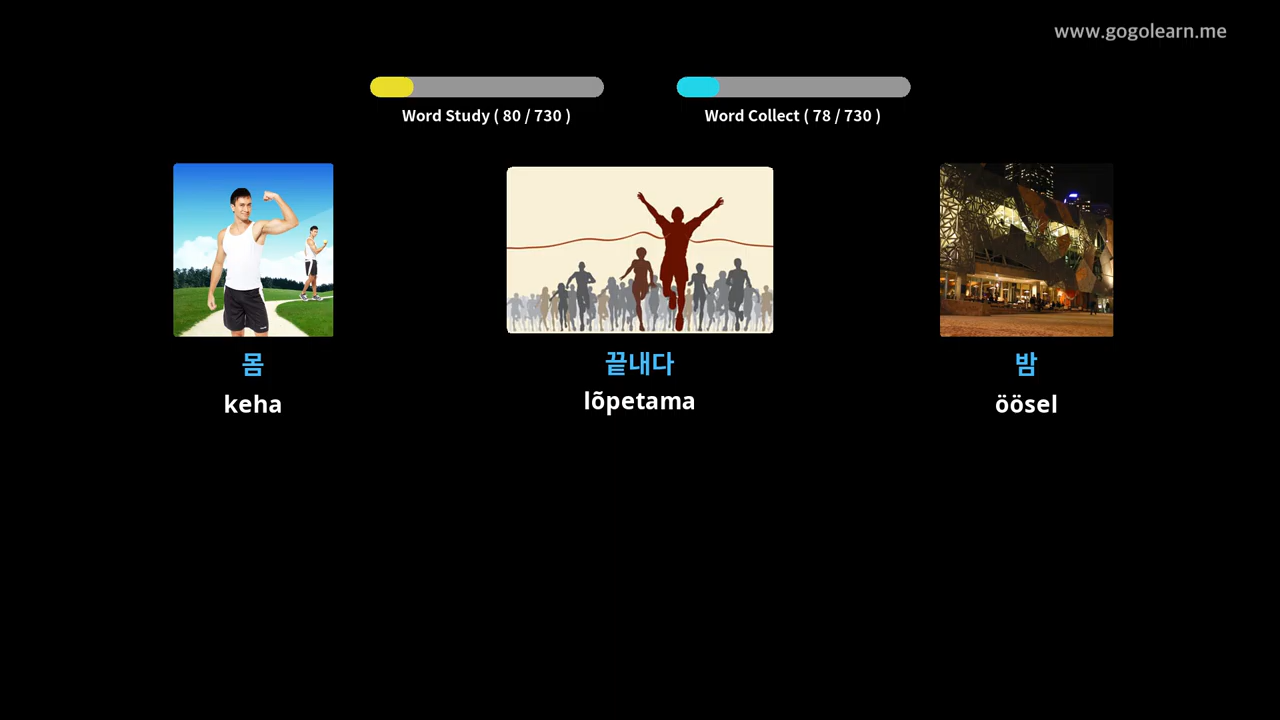 www.gogolearn.me
Word Study ( 80 / 730 )
Word Collect ( 78 / 730 )
몸
keha
끝내다
lõpetama
밤
öösel